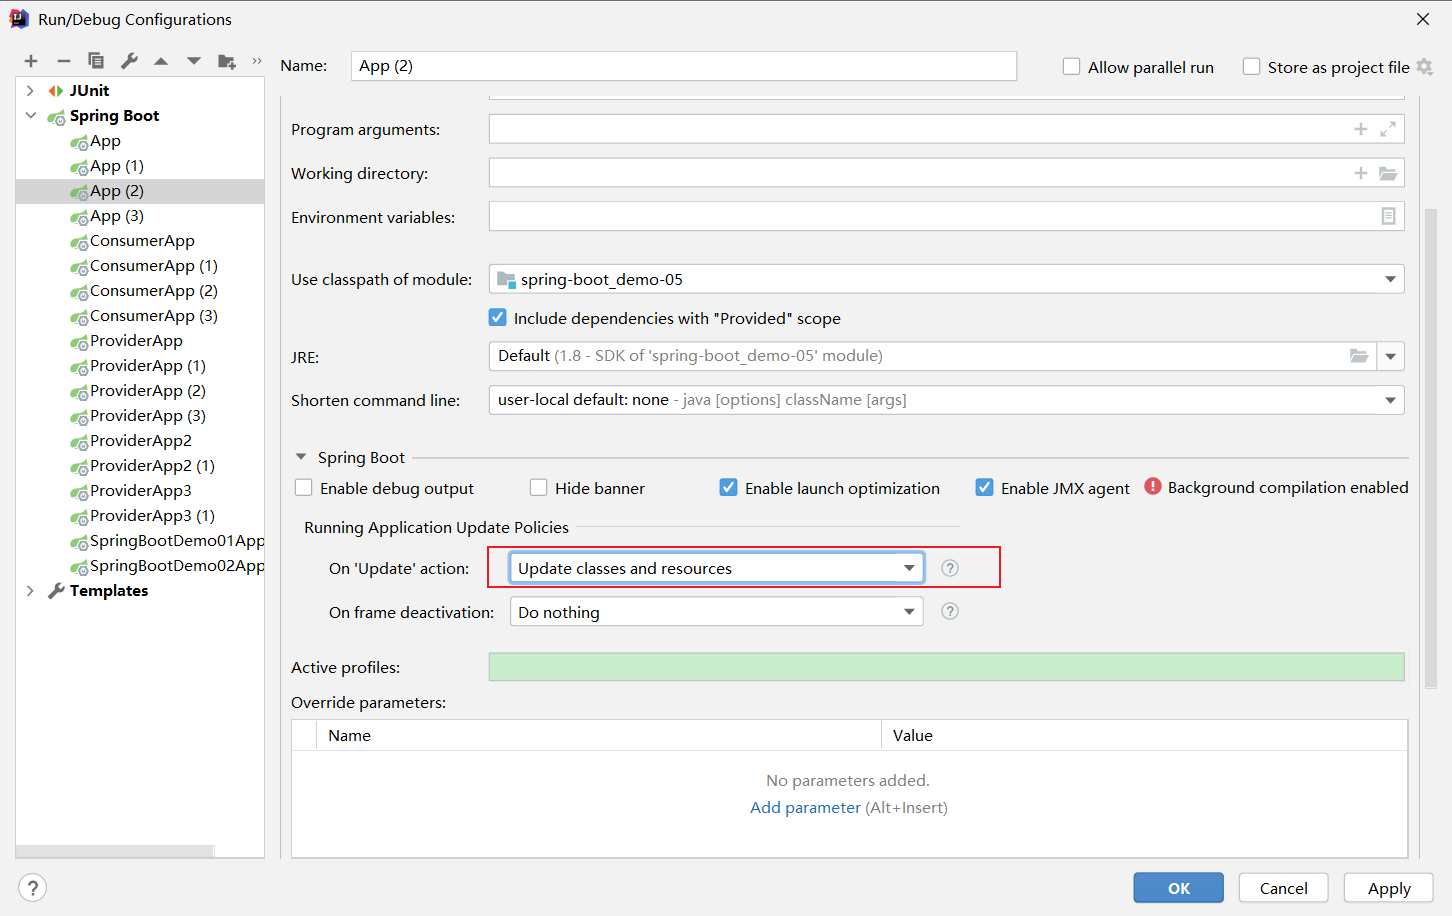 Run/Debug Configurations
Name:
App (2)
Allow parallel run
Store as project file
JUnit
Spring Boot
App
App (1)
App (2)
App (3)
ConsumerApp
ConsumerApp (1)
ConsumerApp (2)
ConsumerApp (3)
ProviderApp
ProviderApp (1)
ProviderApp (2)
ProviderApp (3)
ProviderApp2
ProviderApp2 (1)
ProviderApp3
ProviderApp3 (1)
SpringBootDemo01App
SpringBootDemo02App
Templates
Program arguments:
Working directory:
Environment variables:
Use classpath of module:
spring-boot_demo-05
Include dependencies with "Provided" scope
JRE:
Default (1.8 - SDK of 'spring-boot_demo-05' module)
Shorten command line:
user-local default: none - java [options] className [args]
Spring Boot
Enable debug output
Hide banner
Enable launch optimization
Enable JMX agent
Background compilation enabled
Running Application Update Policies
On 'Update' action:
Update classes and resources
On frame deactivation:
Do nothing
Active profiles:
Override parameters:
Name
Value
No parameters added.
Add parameter (Alt+Insert)
OK
Cancel
Apply